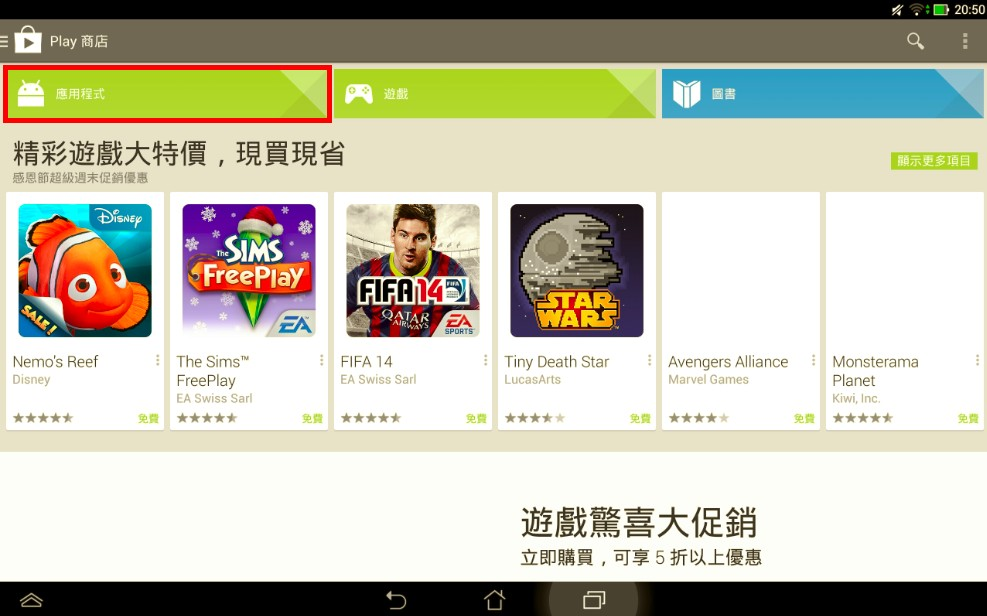 20:50
Play 商店
應用程式
遊戲
圖書
精彩遊戲大特價，現買現省
感恩節超級週末促銷優惠
顯示更多項目
Disney
SALE!
The SIMS
FreePlay
EA
FIFA 14
FIFA
QATAR
AIRWAYS
EA
SPORTS™
STAR
WARS
Nemo's Reef
Disney
免費
The Sims™
FreePlay
EA Swiss Sarl
免費
FIFA 14
EA Swiss Sarl
免費
Tiny Death Star
LucasArts
免費
Avengers Alliance
Marvel Games
免費
Monsterama
Planet
Kiwi, Inc.
免費
遊戲驚喜大促銷
立即購買，可享 5 折以上優惠